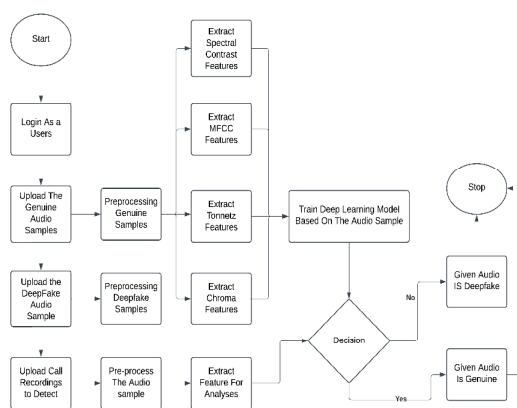 Start
Login As a
Users
Upload The
Genuine
Audio
Samples
Preprocessing
Genuine
Samples
Extract
Spectral
Contrast
Features
Extract
MFCC
Features
Extract
Tonnetz
Features
Extract
Chroma
Features
Train Deep Learning Model
Based On The Audio Sample
Stop
Upload the
DeepFake
Audio
Sample
Preprocessing
Deepfake
Samples
Decision
No
Given Audio
IS Deepfake
Upload Call
Recordings
to Detect
Pre-process
The Audio
sample
Extract
Feature For
Analyses
Yes
Given Audio
Is Genuine